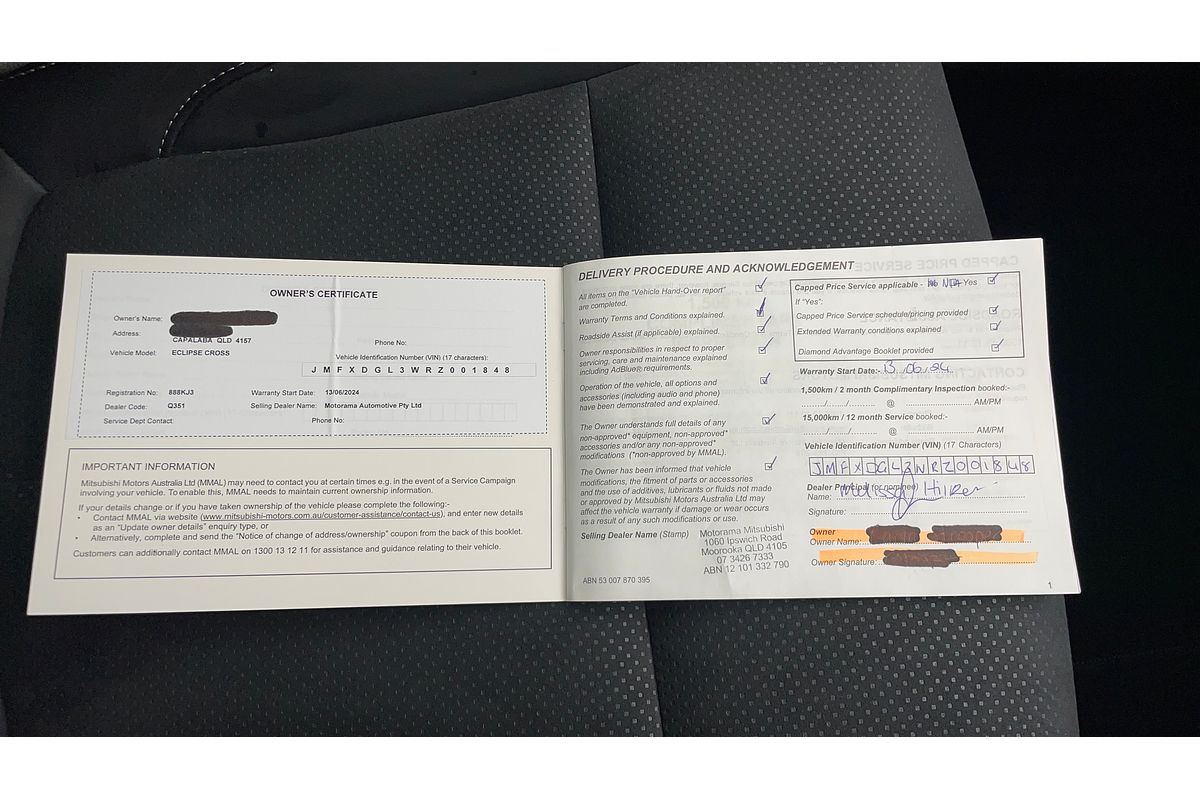 OWNER'S CERTIFICATE
Owner's Name:
Address:
CAPALABA QLD 4157
Phone No:
Vehicle Model: ECLIPSE CROSS
Vehicle Identification Number (VIN) (17 characters):
J M F X D G L 3 W R Z 0 0 1 8 4 8
Registration No: 888KJ3 Warranty Start Date: 13/06/2024
Dealer Code: Q351 Selling Dealer Name: Motorama Automotive Pty Ltd
Service Dept Contact: Phone No:
IMPORTANT INFORMATION
Mitsubishi Motors Australia Ltd (MMAL) may need to contact you at certain times e.g. in the event of a Service Campaign
involving your vehicle. To enable this, MMAL needs to maintain current ownership information.
If your details change or if you have taken ownership of the vehicle please complete the following:-
• Contact MMAL via website (www.mitsubishi-motors.com.au/customer-assistance/contact-us), and enter new details
as an "Update owner details" enquiry type, or
• Alternatively, complete and send the "Notice of change of address/ownership" coupon from the back of this booklet.
Customers can additionally contact MMAL on 1300 13 12 11 for assistance and guidance relating to their vehicle.
DELIVERY PROCEDURE AND ACKNOWLEDGEMENT
All items on the "Vehicle Hand-Over report"
are completed.
Warranty Terms and Conditions explained.
Roadside Assist (if applicable) explained.
Owner responsibilities in respect to proper
servicing, care and maintenance explained
including AdBlue® requirements.
Operation of the vehicle, all options and
accessories (including audio and phone)
have been demonstrated and explained.
The Owner understands full details of any
non-approved* equipment, non-approved*
accessories and/or any non-approved*
modifications (*non-approved by MMAL).
The Owner has been informed that vehicle
modifications, the fitment of parts or accessories
and the use of additives, lubricants or fluids not made
or approved by Mitsubishi Motors Australia Ltd may
affect the vehicle warranty if damage or wear occurs
as a result of any such modifications or use.
Selling Dealer Name (Stamp)
Motorama Mitsubishi
1060 Ipswich Road
Moorooka QLD 4105
07 3426 7333
ABN 12 101 332 790
ABN 53 007 870 395
Capped Price Service applicable - Yes
If "Yes":
Capped Price Service schedule/pricing provided
Extended Warranty conditions explained
Diamond Advantage Booklet provided
Warranty Start Date:- 13.06.24.
1,500km / 2 month Complimentary Inspection booked:-
......../......../........ @ ........................ AM/PM
15,000km / 12 month Service booked:-
......../......../........ @ ........................ AM/PM
Vehicle Identification Number (VIN) (17 Characters)
J M F X D G L 3 W R Z 0 0 1 8 4 8
Dealer Principal (or nominee)
Name: Melissa
Signature:
Owner
Owner Name:
Owner Signature:
1